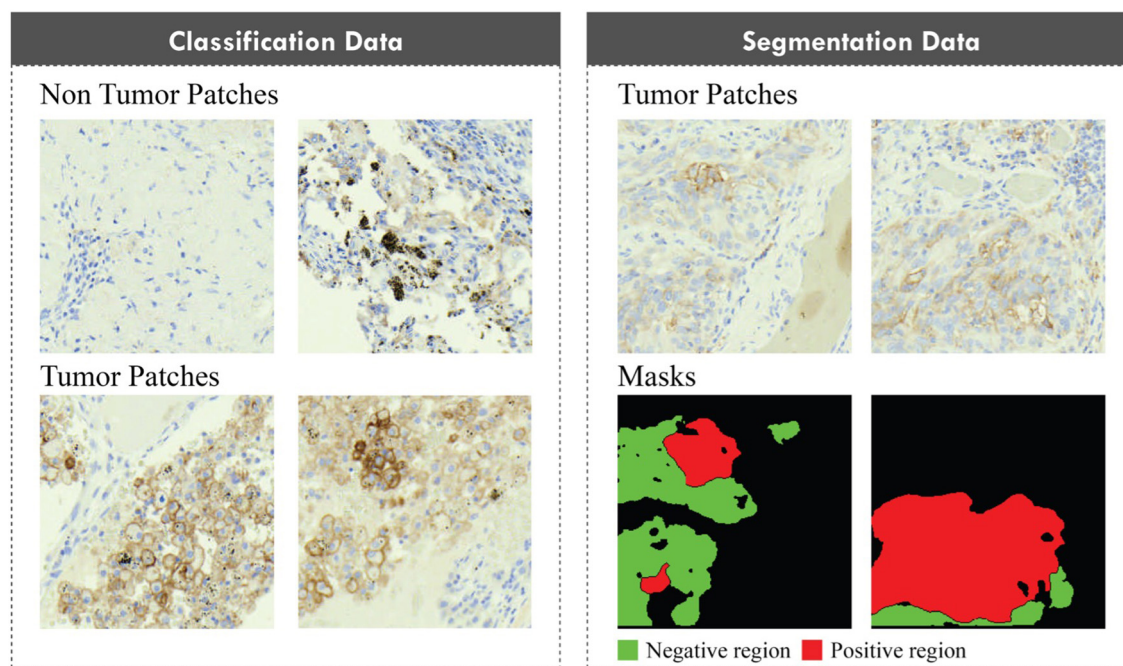 Classification Data
Non Tumor Patches
Tumor Patches
Segmentation Data
Tumor Patches
Masks
Negative region
Positive region